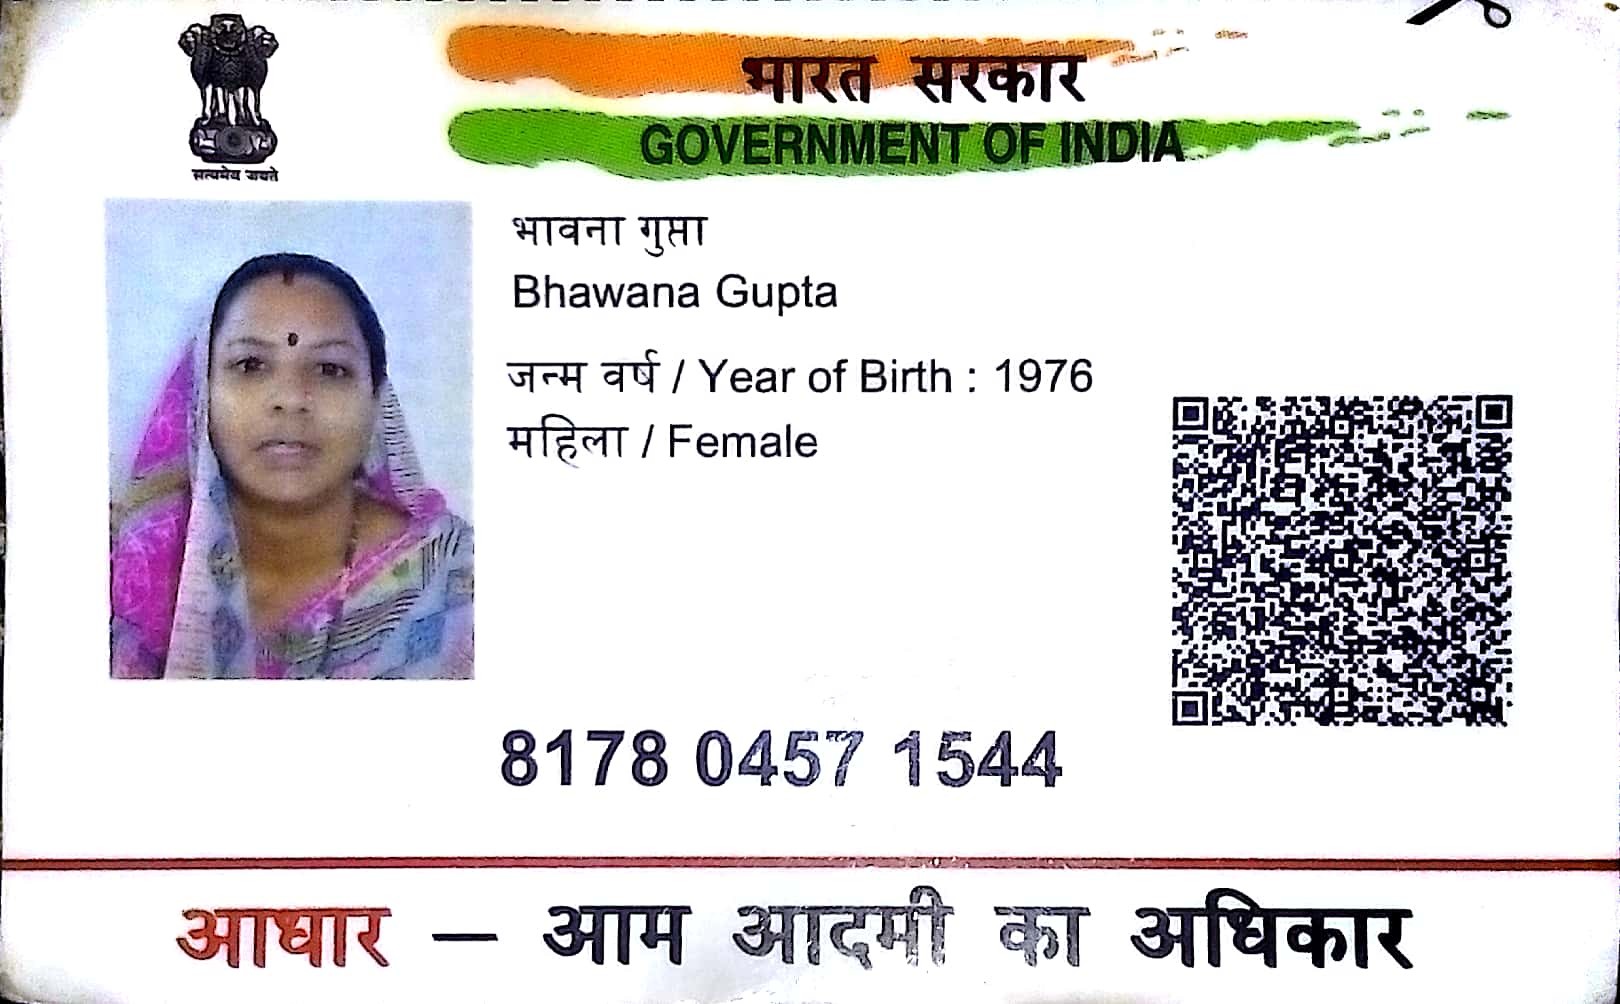 भारत सरकार
GOVERNMENT OF INDIA
सत्यमेव जयते
भावना गुप्ता
Bhawana Gupta
जन्म वर्ष / Year of Birth : 1976
महिला / Female
8178 0457 1544
आधार — आम आदमी का अधिकार